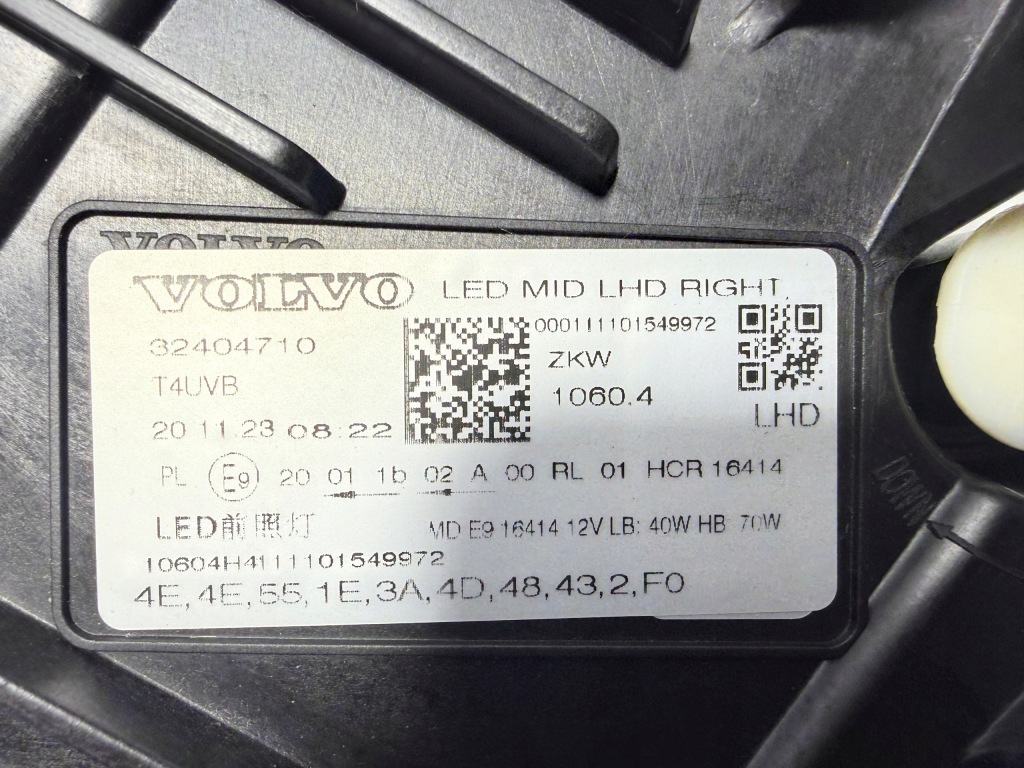 VOLVO
VOLVO LED MID LHD RIGHT
32404710
000111101549972
T4UVB
ZKW
1060.4
LHD
20.11.23 08:22
PL E9 20 01 1b 02 A 00 RL 01 HCR 16414
LED前照灯 MD E9 16414 12V LB: 40W HB: 70W
10604H4111101549972
4E,4E,55,1E,3A,4D,48,43,2,F0
DOWN